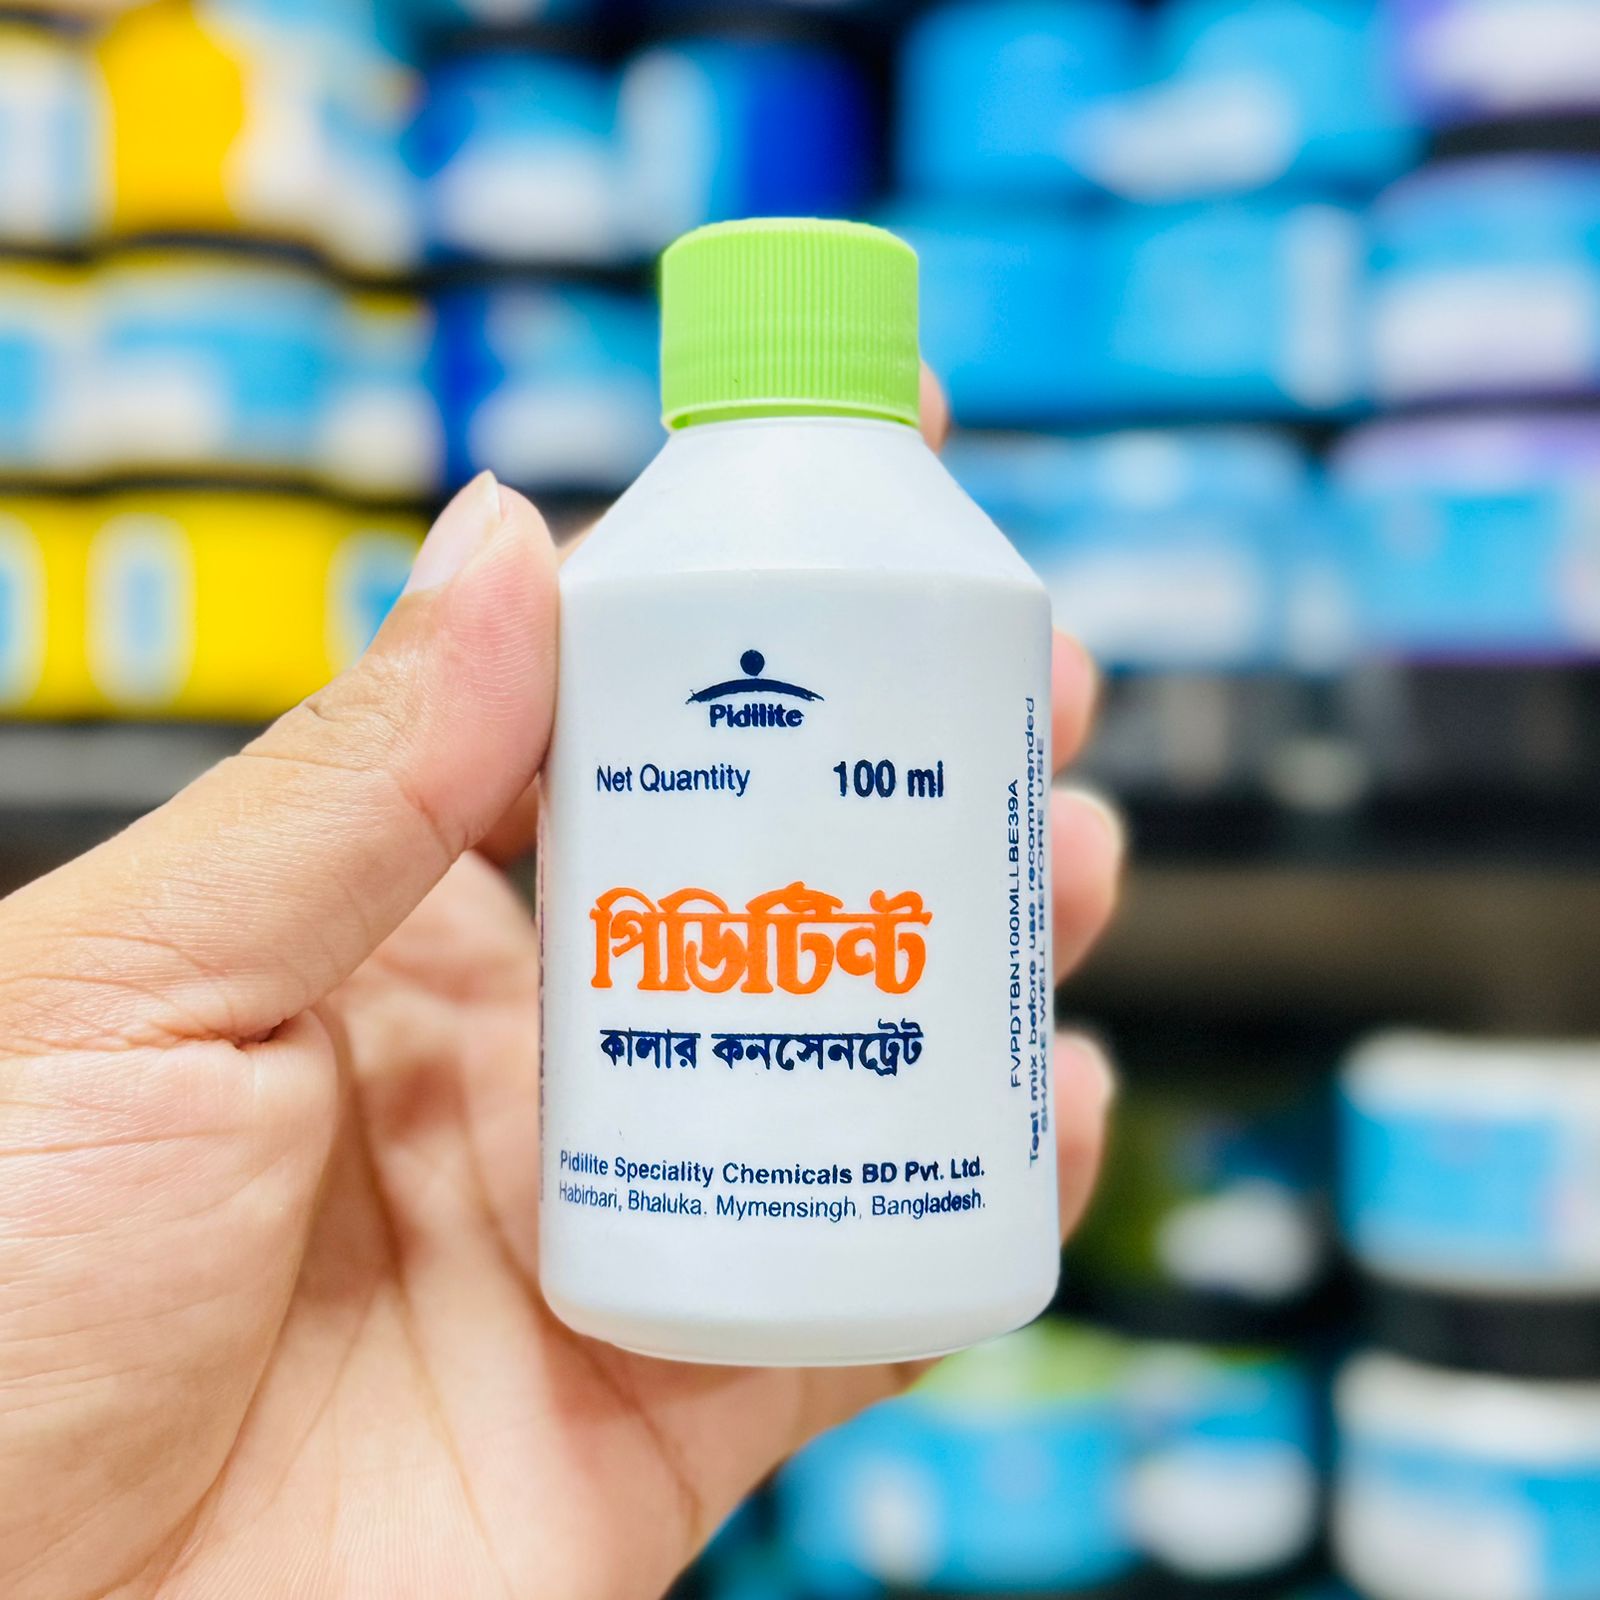 Pidilite
Net Quantity 100 ml
পিডিটিন্ট
কালার কনসেনট্রেট
Pidilite Speciality Chemicals BD Pvt. Ltd.
Habirbari, Bhaluka. Mymensingh, Bangladesh.
FVPDTBN100MLLBE39A
Test mix before use recommended
SHAKE WELL BEFORE USE